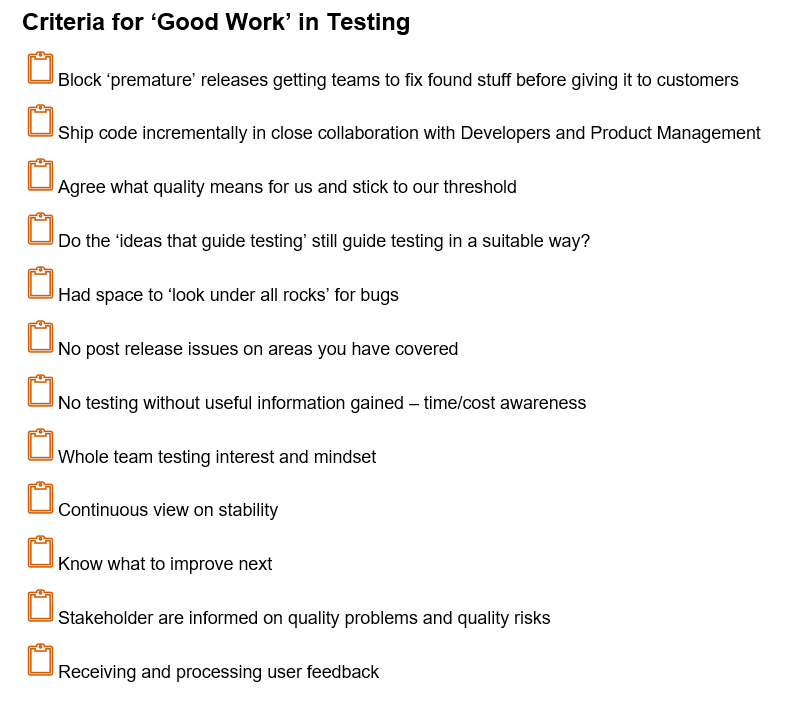 Criteria for ‘Good Work’ in Testing
Block ‘premature’ releases getting teams to fix found stuff before giving it to customers
Ship code incrementally in close collaboration with Developers and Product Management
Agree what quality means for us and stick to our threshold
Do the ‘ideas that guide testing’ still guide testing in a suitable way?
Had space to ‘look under all rocks’ for bugs
No post release issues on areas you have covered
No testing without useful information gained – time/cost awareness
Whole team testing interest and mindset
Continuous view on stability
Know what to improve next
Stakeholder are informed on quality problems and quality risks
Receiving and processing user feedback